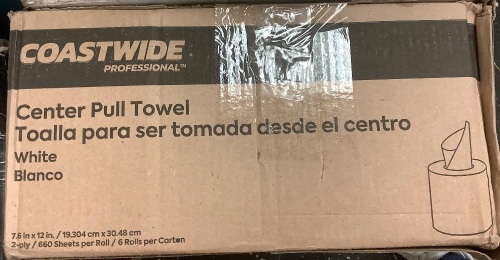 COASTWIDE
PROFESSIONAL™
Center Pull Towel
Toalla para ser tomada desde el centro
White
Blanco
7.6 in x 12 in. / 19,304 cm x 30.48 cm
2-ply / 660 Sheets per Roll / 6 Rolls per Carton